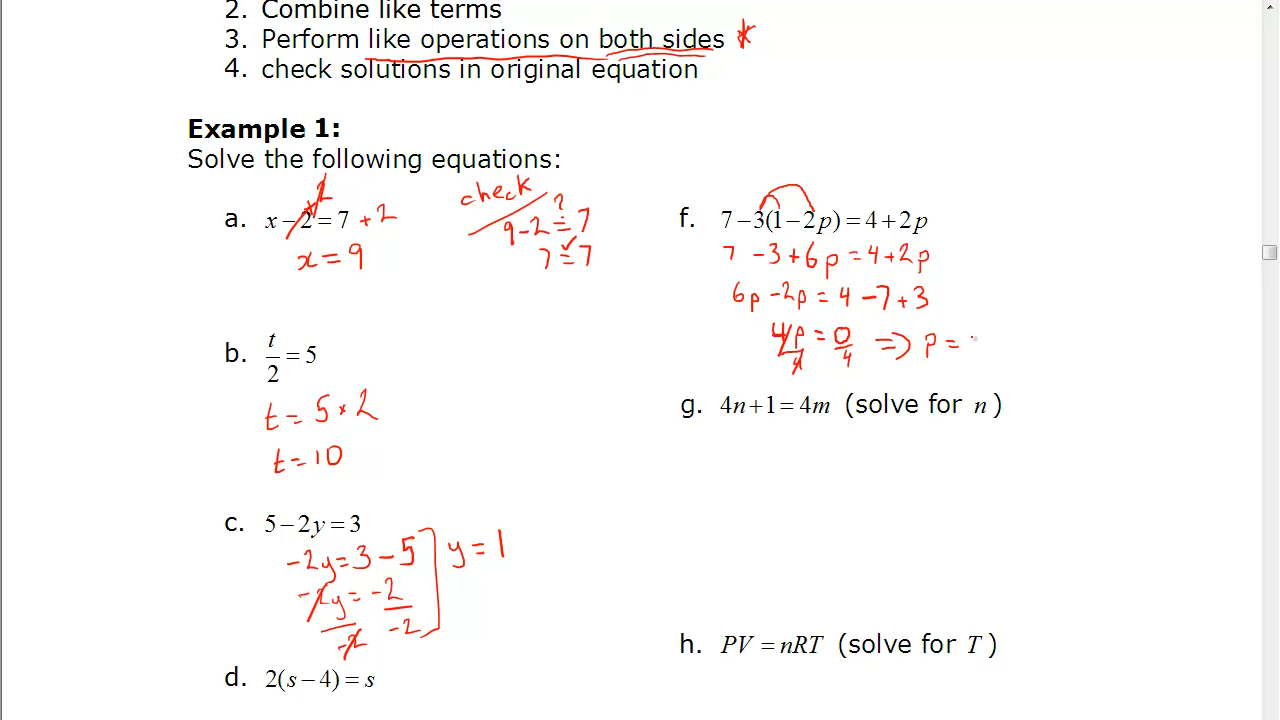 2. Combine like terms
3. Perform like operations on both sides *
4. check solutions in original equation
Example 1:
Solve the following equations:
a. x − 2 = 7 + 2
+2
x = 9
check
9 - 2 ≟ 7
7 = 7 ✓
b. t/2 = 5
t = 5 * 2
t = 10
c. 5 − 2y = 3
-2y = 3 - 5
-2y/-2 = -2/-2
y = 1
d. 2(s − 4) = s
f. 7 − 3(1 − 2p) = 4 + 2p
7 - 3 + 6p = 4 + 2p
6p - 2p = 4 - 7 + 3
4p/4 = 0/4 => p =
g. 4n + 1 = 4m (solve for n)
h. PV = nRT (solve for T)